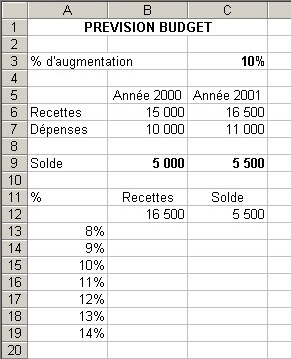 A B C
1 PREVISION BUDGET
2
3 % d'augmentation 10%
4
5 Année 2000 Année 2001
6 Recettes 15 000 16 500
7 Dépenses 10 000 11 000
8
9 Solde 5 000 5 500
10
11 % Recettes Solde
12 16 500 5 500
13 8%
14 9%
15 10%
16 11%
17 12%
18 13%
19 14%
20